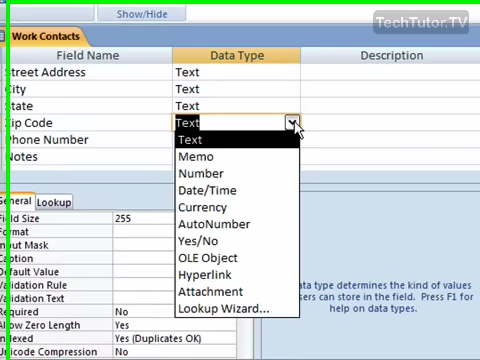 Show/Hide
TechTutor.TV
Work Contacts
Field Name Data Type Description
Street Address Text
City Text
State Text
Zip Code Text
Phone Number Text
Notes Memo
Number
Date/Time
Currency
AutoNumber
Yes/No
OLE Object
Hyperlink
Attachment
Lookup Wizard...
General Lookup
Field Size 255
Format
Input Mask
Caption
Default Value
Validation Rule
Validation Text
Required No
Allow Zero Length Yes
Indexed Yes (Duplicates OK)
Unicode Compression No
data type determines the kind of values
users can store in the field. Press F1 for
help on data types.